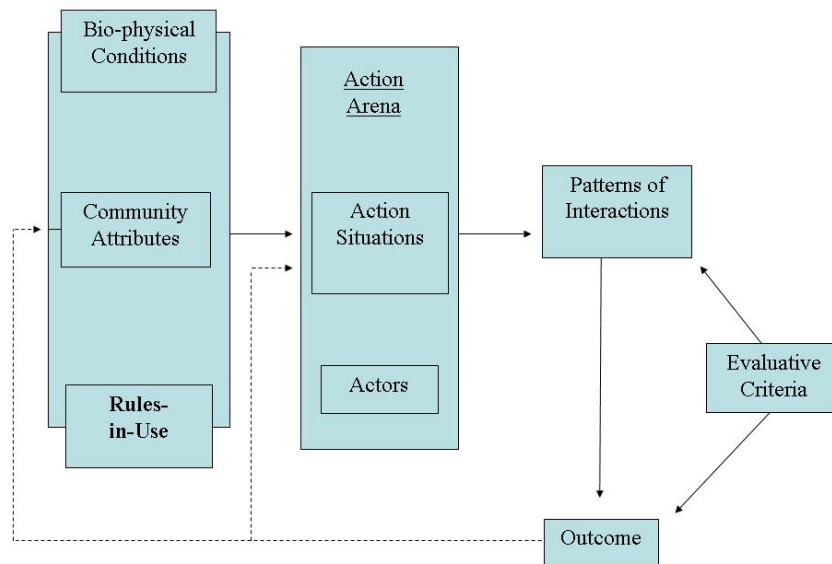 Bio-physical
Conditions
Community
Attributes
Rules-
in-Use
Action
Arena
Action
Situations
Actors
Patterns of
Interactions
Evaluative
Criteria
Outcome